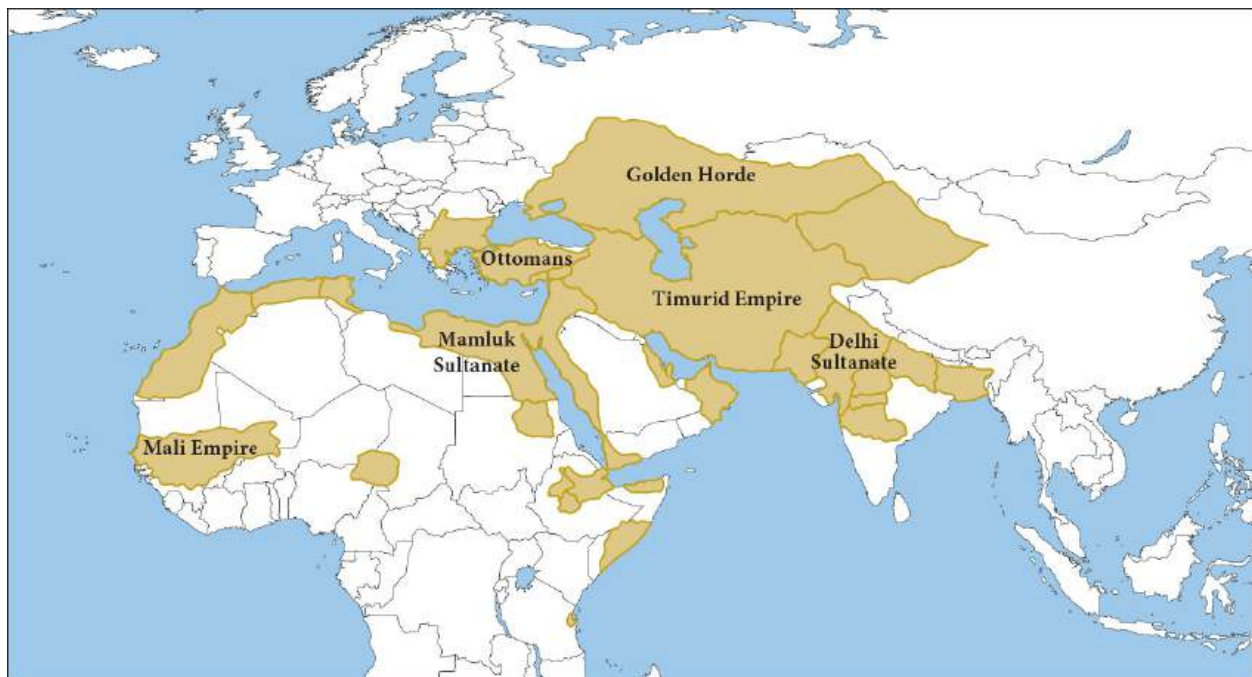 Golden Horde
Ottomans
Timurid Empire
Mamluk
Sultanate
Delhi
Sultanate
Mali Empire